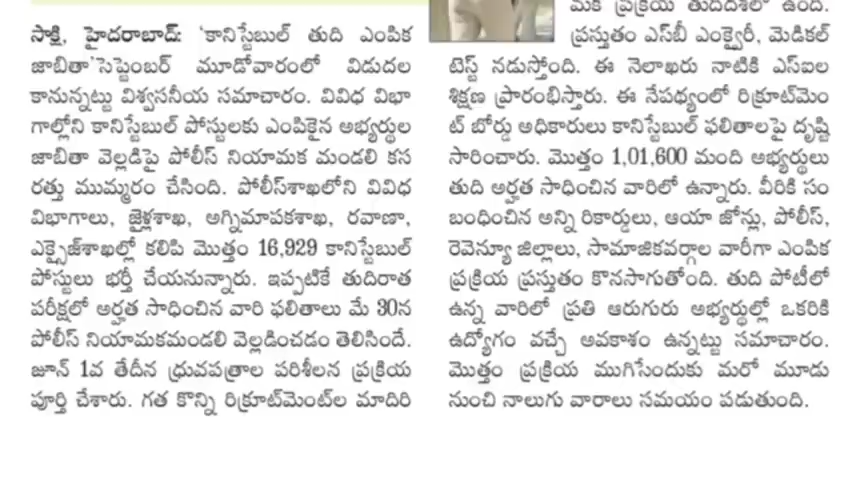 సాక్షి, హైదరాబాద్: ‘కానిస్టేబుల్ తుది ఎంపిక
జాబితా’సెప్టెంబర్ మూడోవారంలో విడుదల
కానున్నట్టు విశ్వసనీయ సమాచారం. వివిధ విభా
గాల్లోని కానిస్టేబుల్ పోస్టులకు ఎంపికైన అభ్యర్థుల
జాబితా వెల్లడిపై పోలీస్ నియామక మండలి కస
రత్తు ముమ్మరం చేసింది. పోలీస్‌శాఖలోని వివిధ
విభాగాలు, జైళ్లశాఖ, అగ్నిమాపకశాఖ, రవాణా,
ఎక్సైజ్‌శాఖల్లో కలిపి మొత్తం 16,929 కానిస్టేబుల్
పోస్టులు భర్తీ చేయనున్నారు. ఇప్పటికే తుదిరాత
పరీక్షలో అర్హత సాధించిన వారి ఫలితాలు మే 30న
పోలీస్ నియామకమండలి వెల్లడించడం తెలిసిందే.
జూన్ 1వ తేదీన ధ్రువపత్రాల పరిశీలన ప్రక్రియ
పూర్తి చేశారు. గత కొన్ని రిక్రూట్‌మెంట్‌ల మాదిరి
మక ప్రక్రియ తుదిదశలో ఉంది.
ప్రస్తుతం ఎస్‌బీ ఎంక్వైరీ, మెడికల్
టెస్ట్ నడుస్తోంది. ఈ నెలాఖరు నాటికి ఎస్ఐల
శిక్షణ ప్రారంభిస్తారు. ఈ నేపథ్యంలో రిక్రూట్‌మెం
ట్ బోర్డు అధికారులు కానిస్టేబుల్ ఫలితాలపై దృష్టి
సారించారు. మొత్తం 1,01,600 మంది అభ్యర్థులు
తుది అర్హత సాధించిన వారిలో ఉన్నారు. వీరికి సం
బంధించిన అన్ని రికార్డులు, ఆయా జోన్లు, పోలీస్,
రెవెన్యూ జిల్లాలు, సామాజికవర్గాల వారీగా ఎంపిక
ప్రక్రియ ప్రస్తుతం కొనసాగుతోంది. తుది పోటీలో
ఉన్న వారిలో ప్రతి ఆరుగురు అభ్యర్థుల్లో ఒకరికి
ఉద్యోగం వచ్చే అవకాశం ఉన్నట్టు సమాచారం.
మొత్తం ప్రక్రియ ముగిసేందుకు మరో మూడు
నుంచి నాలుగు వారాలు సమయం పడుతుంది.